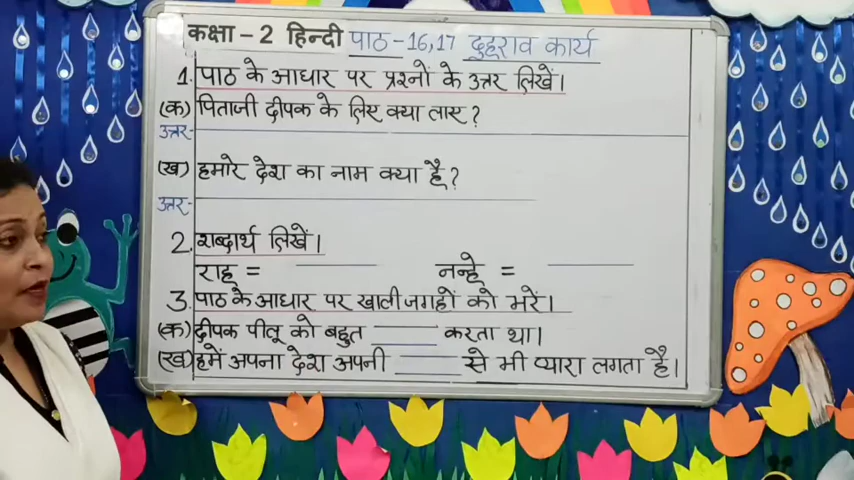 कक्षा - 2 हिन्दी पाठ -16,17 दुहराव कार्य
1. पाठ के आधार पर प्रश्नों के उत्तर लिखें।
(क) पिताजी दीपक के लिए क्या लाए?
उत्तर-
(ख) हमारे देश का नाम क्या है?
उत्तर-
2. शब्दार्थ लिखें।
राह = नन्हे =
3. पाठ के आधार पर खाली जगहों को भरें।
(क) दीपक पीलू को बहुत करता था।
(ख) हमें अपना देश अपनी से भी प्यारा लगता है।